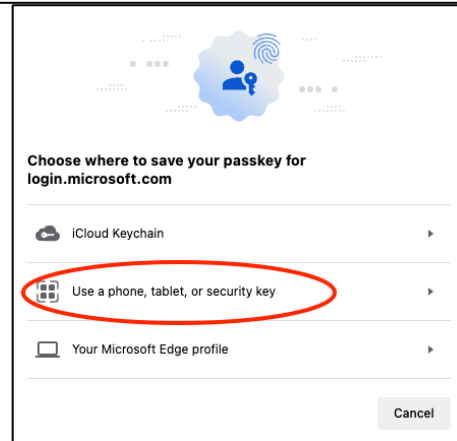 Choose where to save your passkey for
login.microsoft.com
iCloud Keychain
Use a phone, tablet, or security key
Your Microsoft Edge profile
Cancel